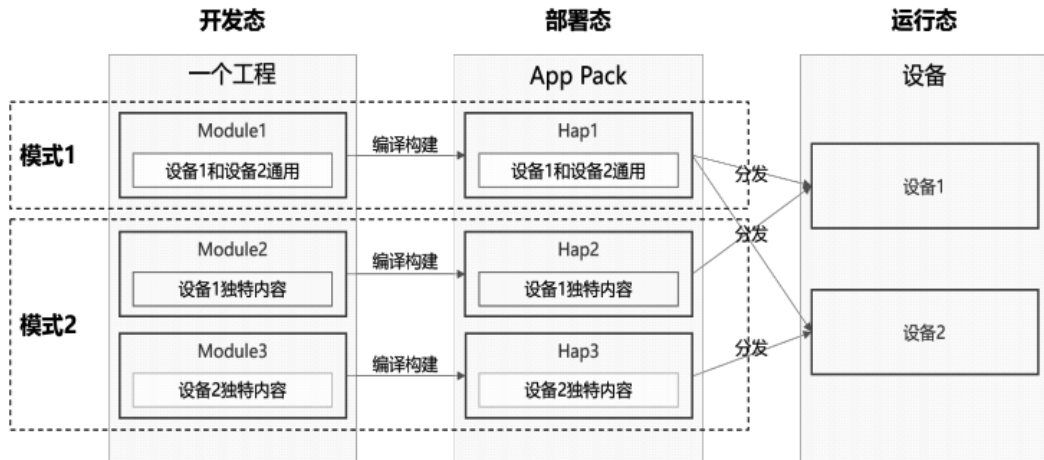 开发态
部署态
运行态
一个工程
App Pack
设备
模式1
Module1
设备1和设备2通用
编译构建
Hap1
设备1和设备2通用
分发
设备1
模式2
Module2
设备1独特内容
编译构建
Hap2
设备1独特内容
分发
Module3
设备2独特内容
编译构建
Hap3
设备2独特内容
分发
设备2